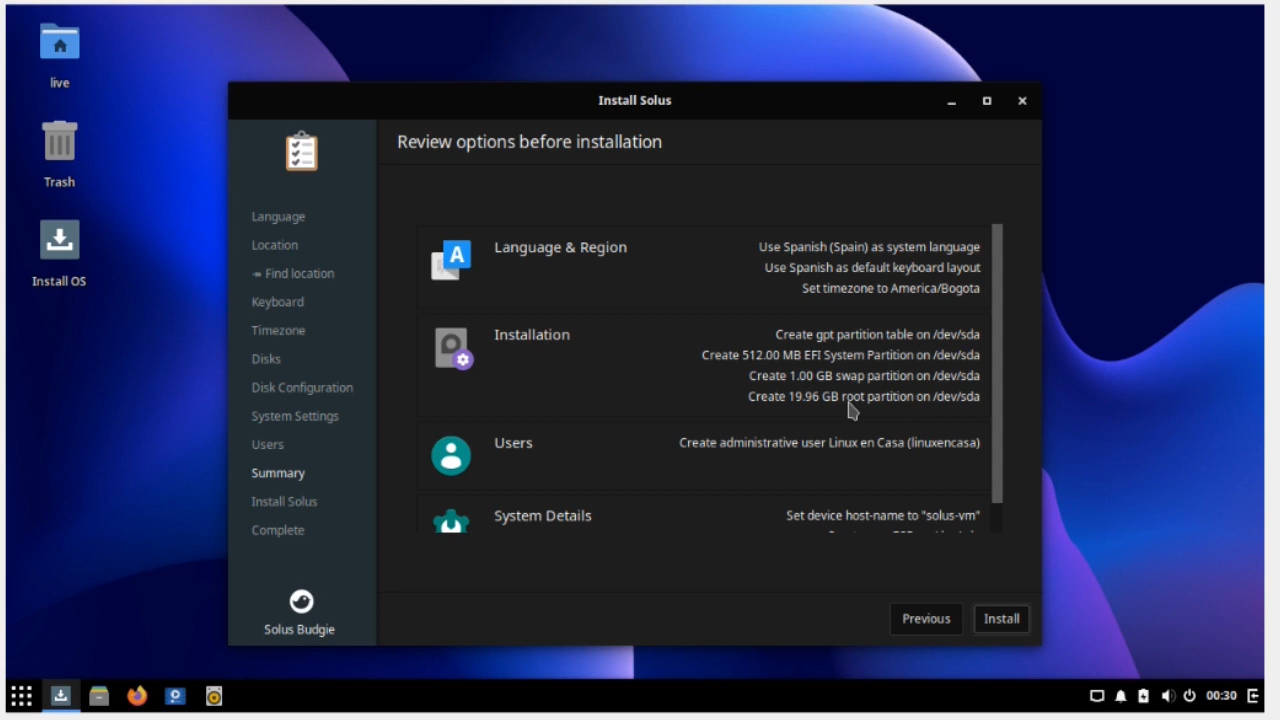 live
Trash
Install OS
Install Solus
Review options before installation
Language
Location
Find location
Keyboard
Timezone
Disks
Disk Configuration
System Settings
Users
Summary
Install Solus
Complete
Solus Budgie
Language & Region
Use Spanish (Spain) as system language
Use Spanish as default keyboard layout
Set timezone to America/Bogota
Installation
Create gpt partition table on /dev/sda
Create 512.00 MB EFI System Partition on /dev/sda
Create 1.00 GB swap partition on /dev/sda
Create 19.96 GB root partition on /dev/sda
Users
Create administrative user Linux en Casa (linuxencasa)
System Details
Set device host-name to "solus-vm"
Previous
Install
00:30